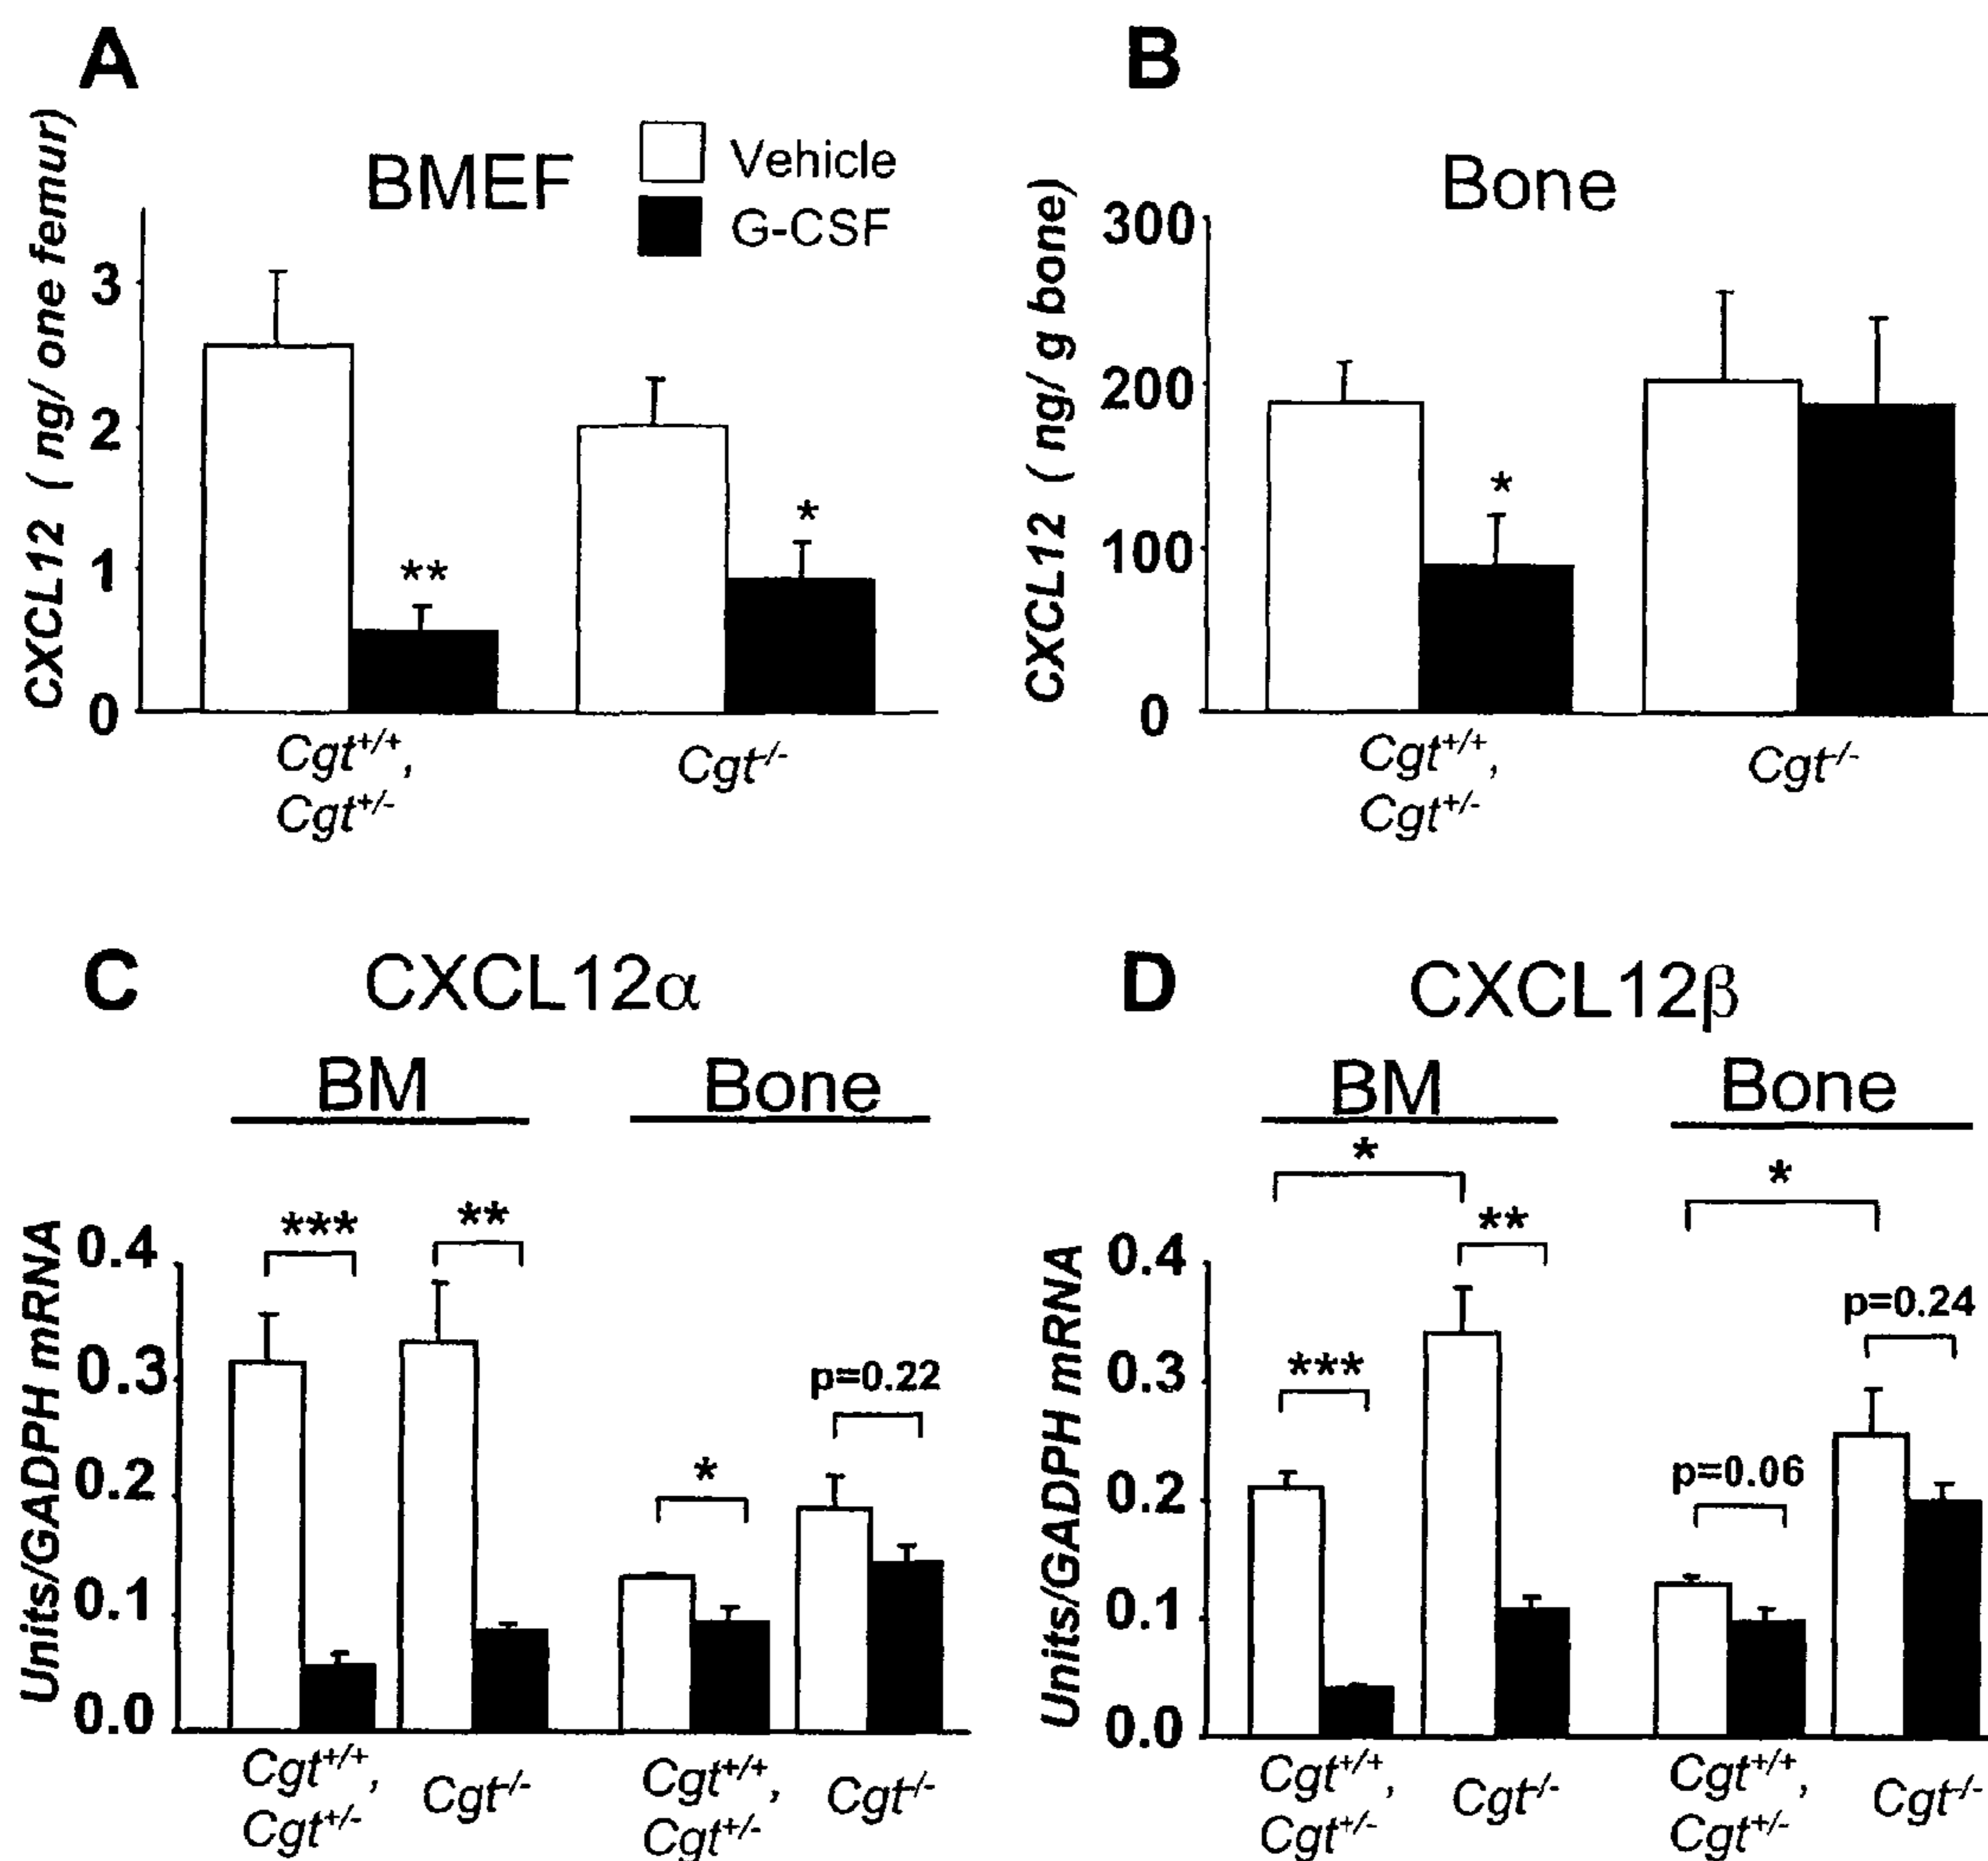 A
BMEF
Vehicle
G-CSF
CXCL12 ( ng/ one femur)
3
2
1
0
**
*
Cgt+/+,
Cgt+/-
Cgt-/-
B
Bone
CXCL12 ( ng/ g bone)
300
200
100
0
*
Cgt+/+,
Cgt+/-
Cgt-/-
C
CXCL12α
BM
Bone
Units/GADPH mRNA
0.4
0.3
0.2
0.1
0.0
***
**
*
p=0.22
Cgt+/+,
Cgt+/-
Cgt-/-
Cgt+/+,
Cgt+/-
Cgt-/-
D
CXCL12β
BM
Bone
Units/GADPH mRNA
0.4
0.3
0.2
0.1
0.0
*
***
**
*
p=0.06
p=0.24
Cgt+/+,
Cgt+/-
Cgt-/-
Cgt+/+,
Cgt+/-
Cgt-/-